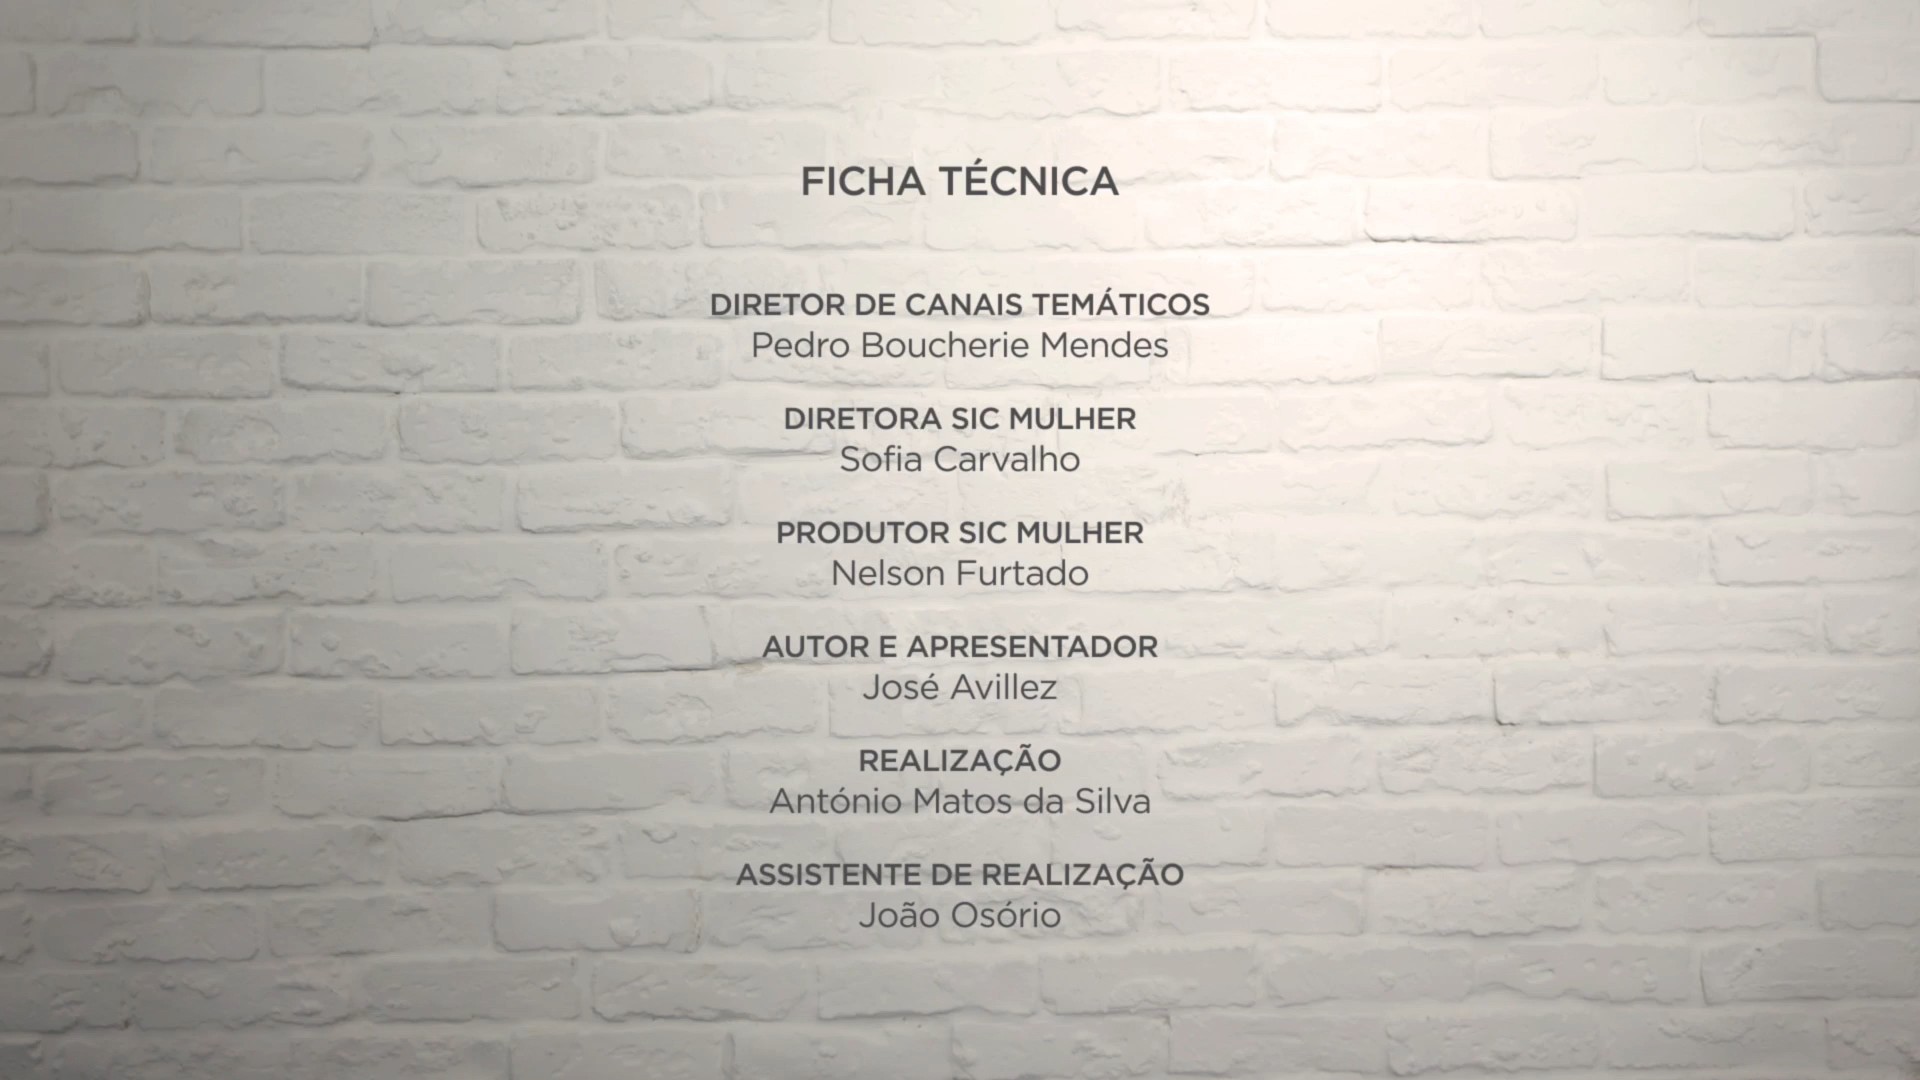 FICHA TÉCNICA
DIRETOR DE CANAIS TEMÁTICOS
Pedro Boucherie Mendes
DIRETORA SIC MULHER
Sofia Carvalho
PRODUTOR SIC MULHER
Nelson Furtado
AUTOR E APRESENTADOR
José Avillez
REALIZAÇÃO
António Matos da Silva
ASSISTENTE DE REALIZAÇÃO
João Osório